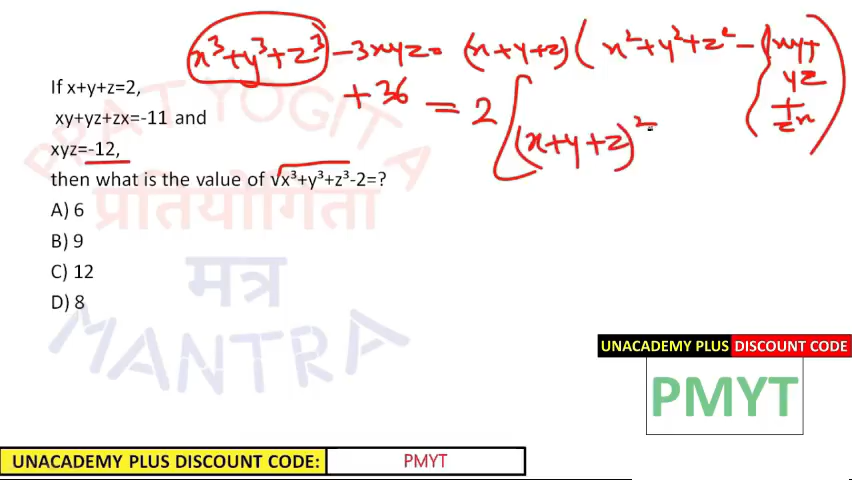 x³+y³+z³ -3xyz = (x+y+z) ( x²+y²+z² - (xy+
yz
+
zx))
+36 = 2 [ (x+y+z)²
If x+y+z=2,
xy+yz+zx=-11 and
xyz=-12,
then what is the value of √x³+y³+z³-2=?
A) 6
B) 9
C) 12
D) 8
PRATIYOGITA
प्रतियोगिता
मंत्र
MANTRA
UNACADEMY PLUS DISCOUNT CODE
PMYT
UNACADEMY PLUS DISCOUNT CODE: PMYT